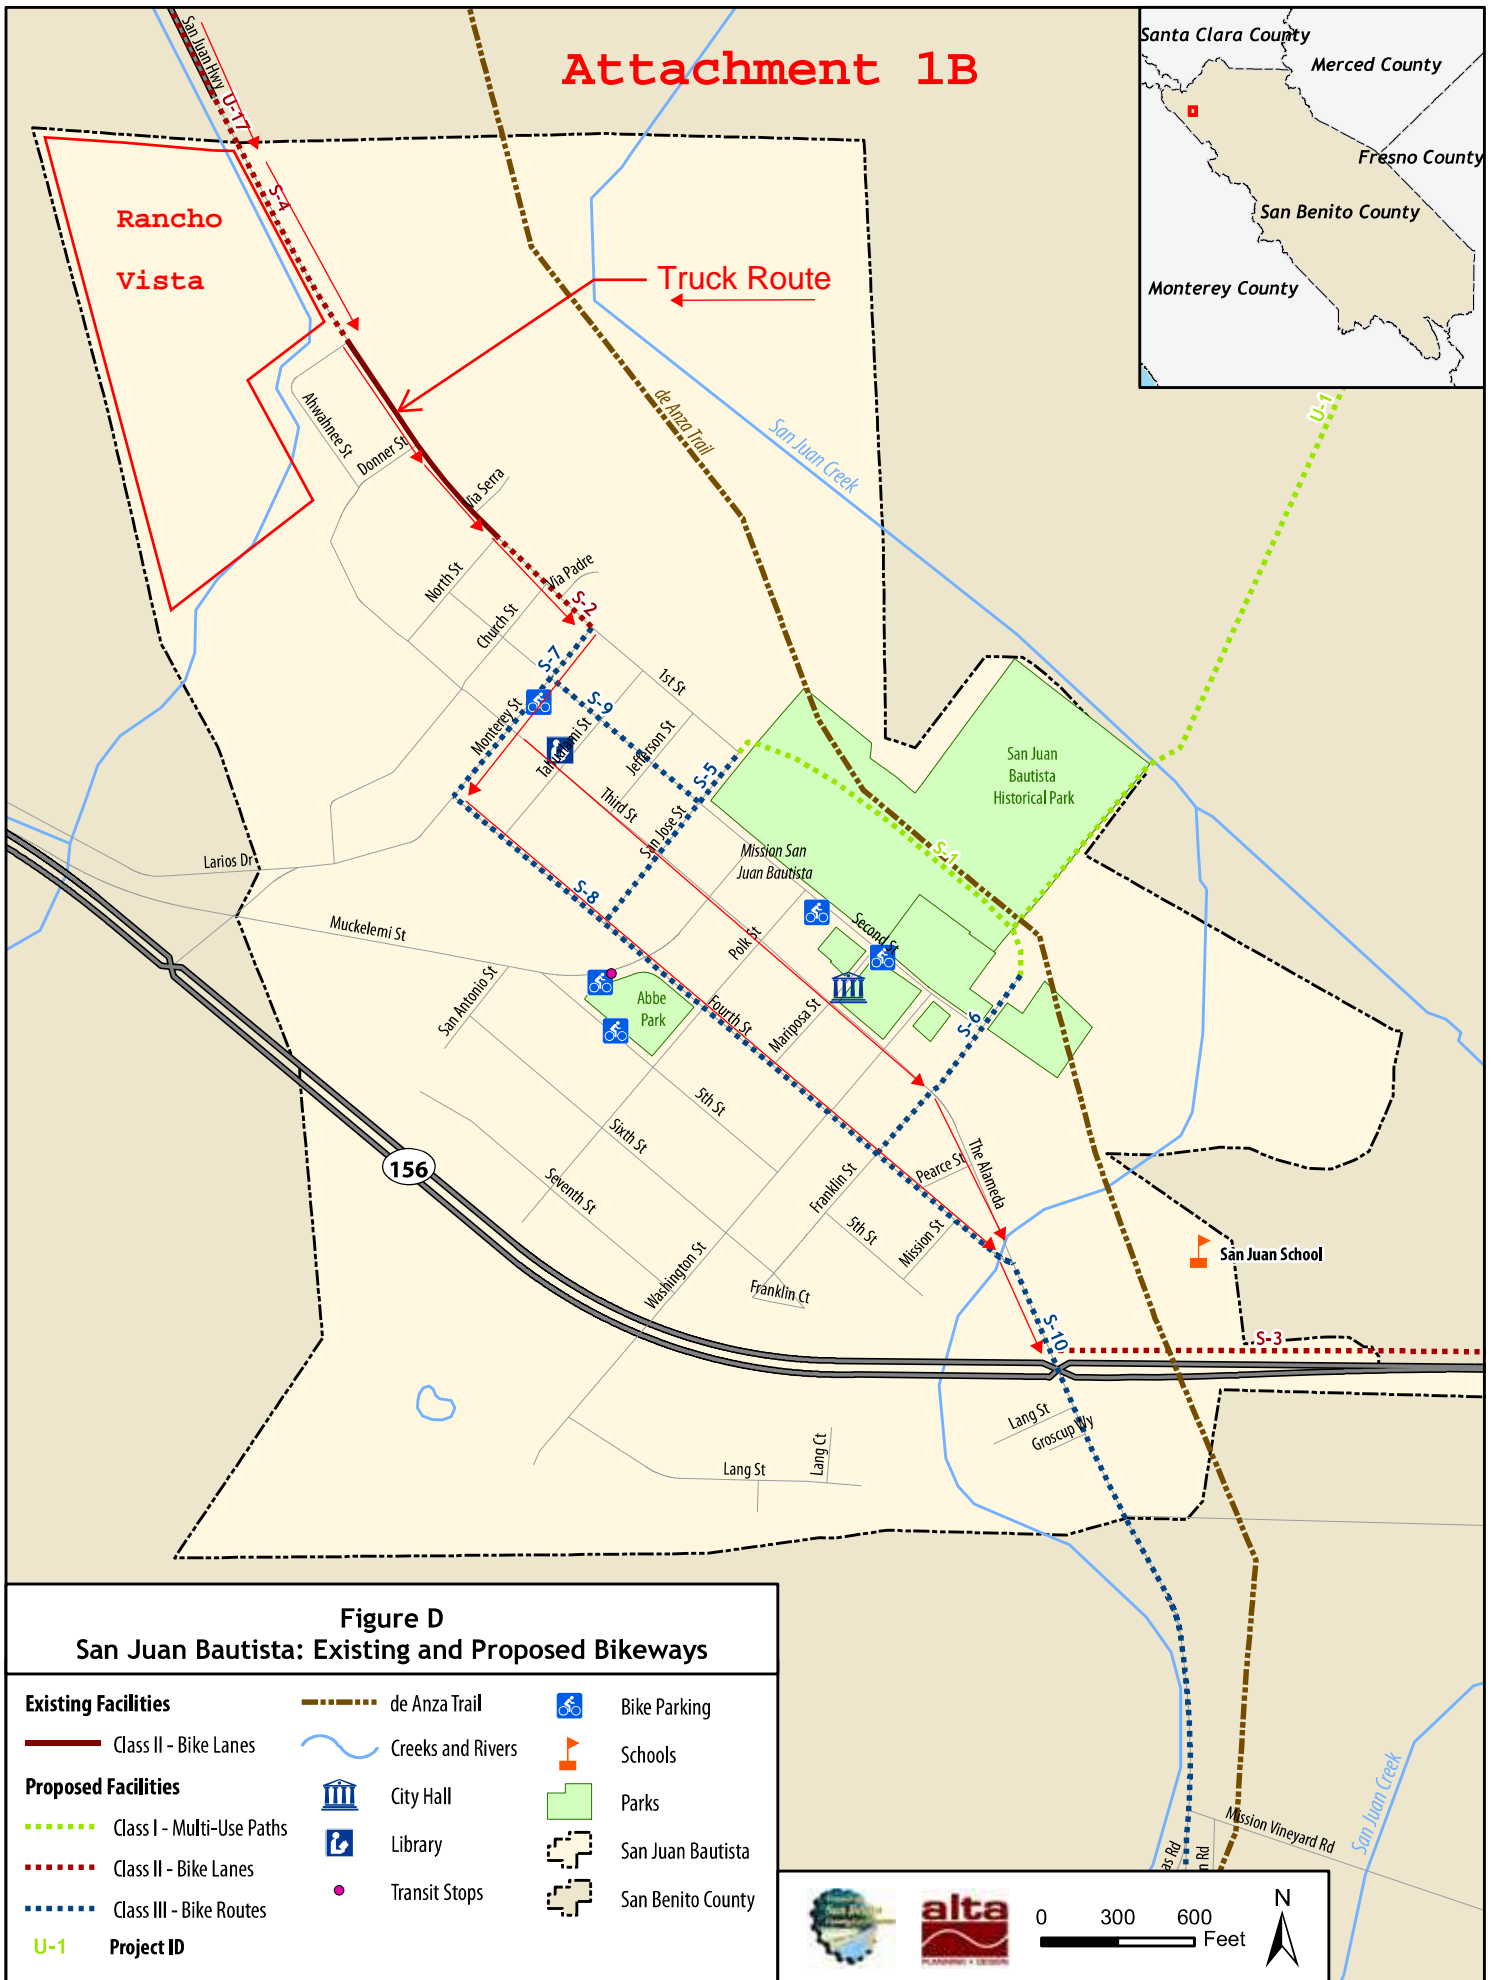 Attachment 1B
Santa Clara County
Merced County
Fresno County
San Benito County
Monterey County
San Juan Hwy
U-17
S-4
Rancho
Vista
Truck Route
de Anza Trail
San Juan Creek
U-1
Ahwahnee St
Donner St
Via Serra
North St
Church St
Via Padre
S-2
S-7
S-9
1st St
Monterey St
Tahualami St
Jefferson St
S-5
Third St
San Jose St
San Juan
Bautista
Historical Park
Mission San
Juan Bautista
S-1
Larios Dr
Muckelemi St
S-8
Second St
Polk St
San Antonio St
Abbe
Park
Fourth St
Mariposa St
S-6
5th St
Sixth St
Seventh St
156
The Alameda
Pearce St
Franklin St
5th St
Mission St
Washington St
Franklin Ct
San Juan School
S-10
S-3
Lang St
Groscup Wy
Lang St
Lang Ct
Mission Vineyard Rd
San Juan Creek
as Rd
n Rd
Figure D
San Juan Bautista: Existing and Proposed Bikeways
Existing Facilities
Class II - Bike Lanes
Proposed Facilities
Class I - Multi-Use Paths
Class II - Bike Lanes
Class III - Bike Routes
U-1 Project ID
de Anza Trail
Creeks and Rivers
City Hall
Library
Transit Stops
Bike Parking
Schools
Parks
San Juan Bautista
San Benito County
alta
PLANNING + DESIGN
0 300 600
Feet
N